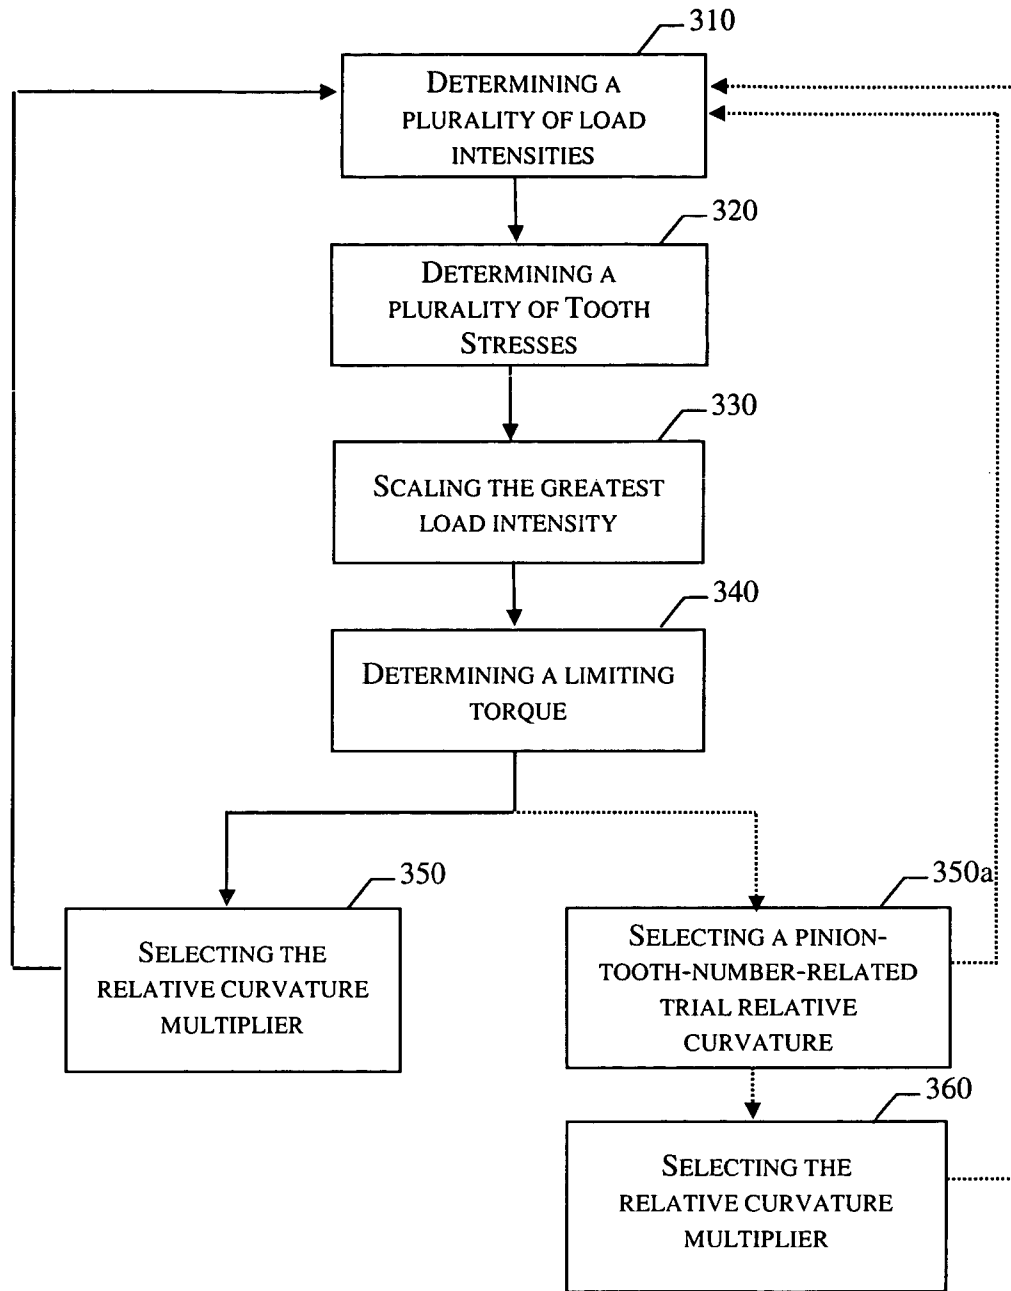 310
DETERMINING A
PLURALITY OF LOAD
INTENSITIES
320
DETERMINING A
PLURALITY OF TOOTH
STRESSES
330
SCALING THE GREATEST
LOAD INTENSITY
340
DETERMINING A LIMITING
TORQUE
350
SELECTING THE
RELATIVE CURVATURE
MULTIPLIER
350a
SELECTING A PINION-
TOOTH-NUMBER-RELATED
TRIAL RELATIVE
CURVATURE
360
SELECTING THE
RELATIVE CURVATURE
MULTIPLIER